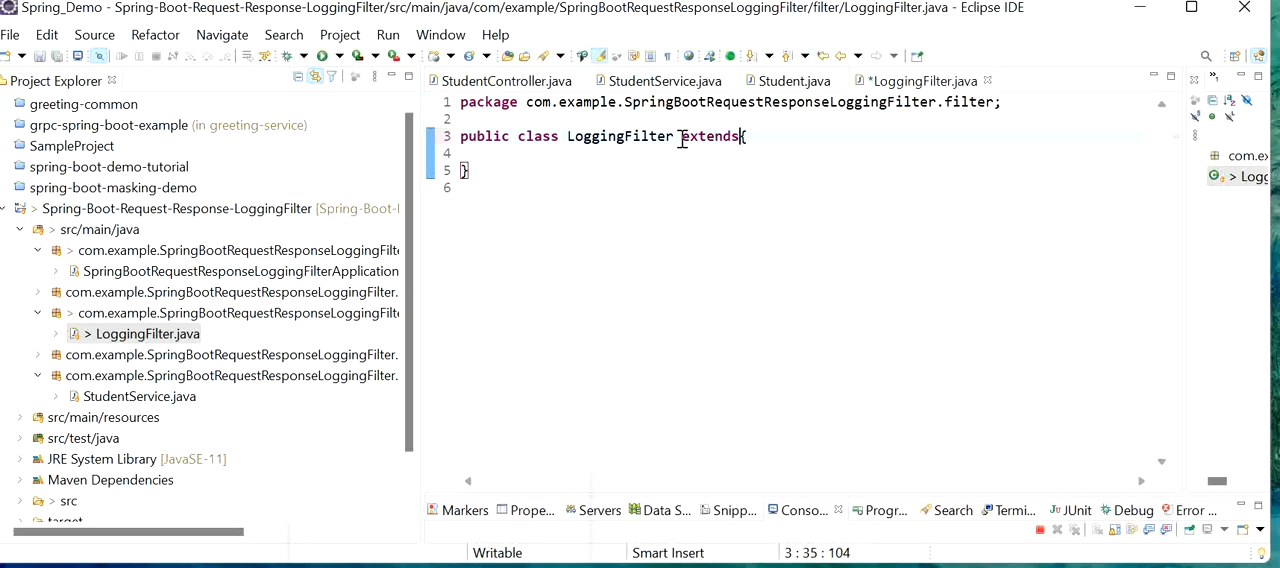 Spring_Demo - Spring-Boot-Request-Response-LoggingFilter/src/main/java/com/example/SpringBootRequestResponseLoggingFilter/filter/LoggingFilter.java - Eclipse IDE
File Edit Source Refactor Navigate Search Project Run Window Help
Project Explorer
greeting-common
grpc-spring-boot-example (in greeting-service)
SampleProject
spring-boot-demo-tutorial
spring-boot-masking-demo
> Spring-Boot-Request-Response-LoggingFilter [Spring-Boot-
> src/main/java
> com.example.SpringBootRequestResponseLoggingFilte
SpringBootRequestResponseLoggingFilterApplication
com.example.SpringBootRequestResponseLoggingFilter.
> com.example.SpringBootRequestResponseLoggingFilte
> LoggingFilter.java
com.example.SpringBootRequestResponseLoggingFilter.
com.example.SpringBootRequestResponseLoggingFilter.
StudentService.java
src/main/resources
src/test/java
JRE System Library [JavaSE-11]
Maven Dependencies
> src
target
StudentController.java StudentService.java Student.java *LoggingFilter.java
1 package com.example.SpringBootRequestResponseLoggingFilter.filter;
2
3 public class LoggingFilter extends{
4
5 }
6
com.ex
> Logg
Markers Prope... Servers Data S... Snipp... Conso... Progr... Search Termi... JUnit Debug Error ...
Writable Smart Insert 3 : 35 : 104